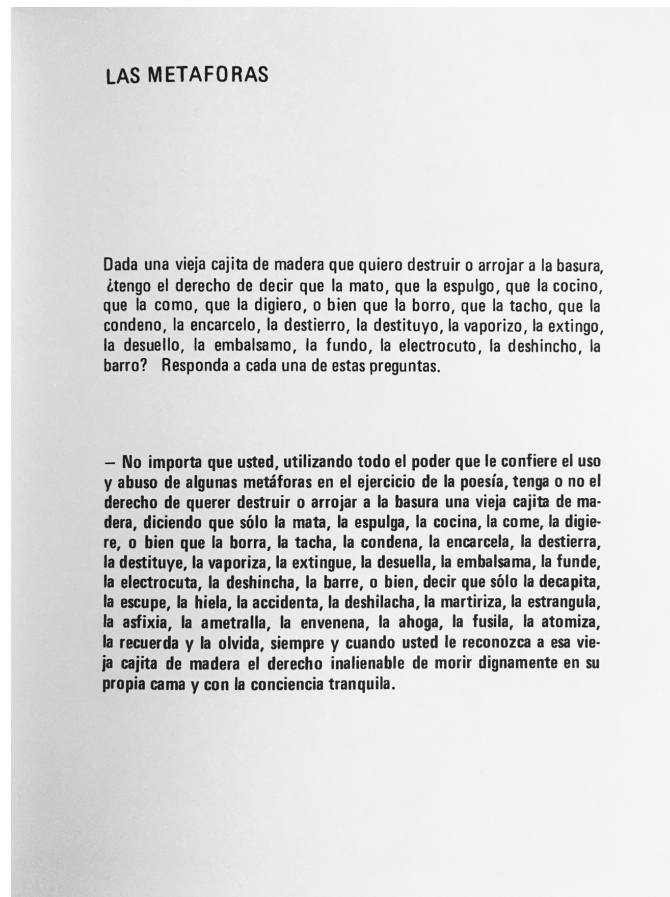 LAS METAFORAS
Dada una vieja cajita de madera que quiero destruir o arrojar a la basura,
¿tengo el derecho de decir que la mato, que la espulgo, que la cocino,
que la como, que la digiero, o bien que la borro, que la tacho, que la
condeno, la encarcelo, la destierro, la destituyo, la vaporizo, la extingo,
la desuello, la embalsamo, la fundo, la electrocuto, la deshincho, la
barro? Responda a cada una de estas preguntas.
— No importa que usted, utilizando todo el poder que le confiere el uso
y abuso de algunas metáforas en el ejercicio de la poesía, tenga o no el
derecho de querer destruir o arrojar a la basura una vieja cajita de ma-
dera, diciendo que sólo la mata, la espulga, la cocina, la come, la digie-
re, o bien que la borra, la tacha, la condena, la encarcela, la destierra,
la destituye, la vaporiza, la extingue, la desuella, la embalsama, la funde,
la electrocuta, la deshincha, la barre, o bien, decir que sólo la decapita,
la escupe, la hiela, la accidenta, la deshilacha, la martiriza, la estrangula,
la asfixia, la ametralla, la envenena, la ahoga, la fusila, la atomiza,
la recuerda y la olvida, siempre y cuando usted le reconozca a esa vie-
ja cajita de madera el derecho inalienable de morir dignamente en su
propia cama y con la conciencia tranquila.